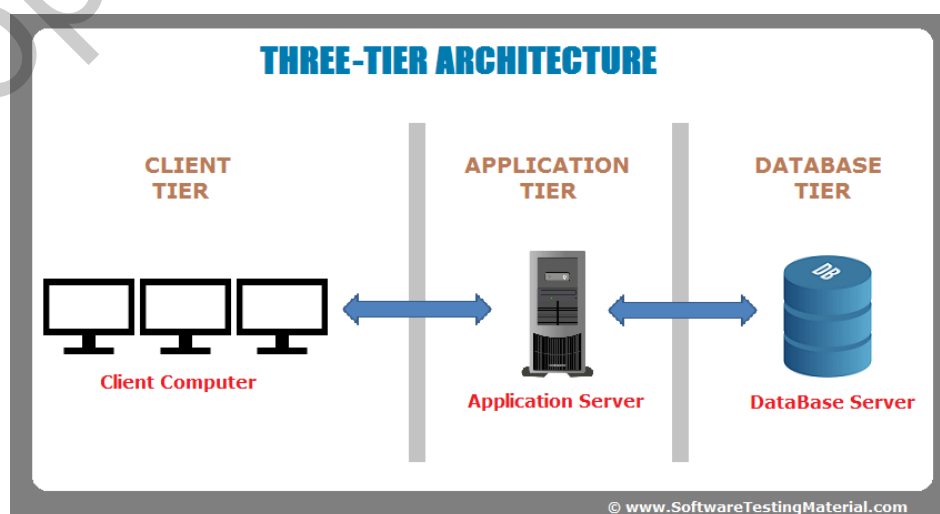 THREE-TIER ARCHITECTURE
CLIENT
TIER
APPLICATION
TIER
DATABASE
TIER
DB
Client Computer
Application Server
DataBase Server
© www.SoftwareTestingMaterial.com